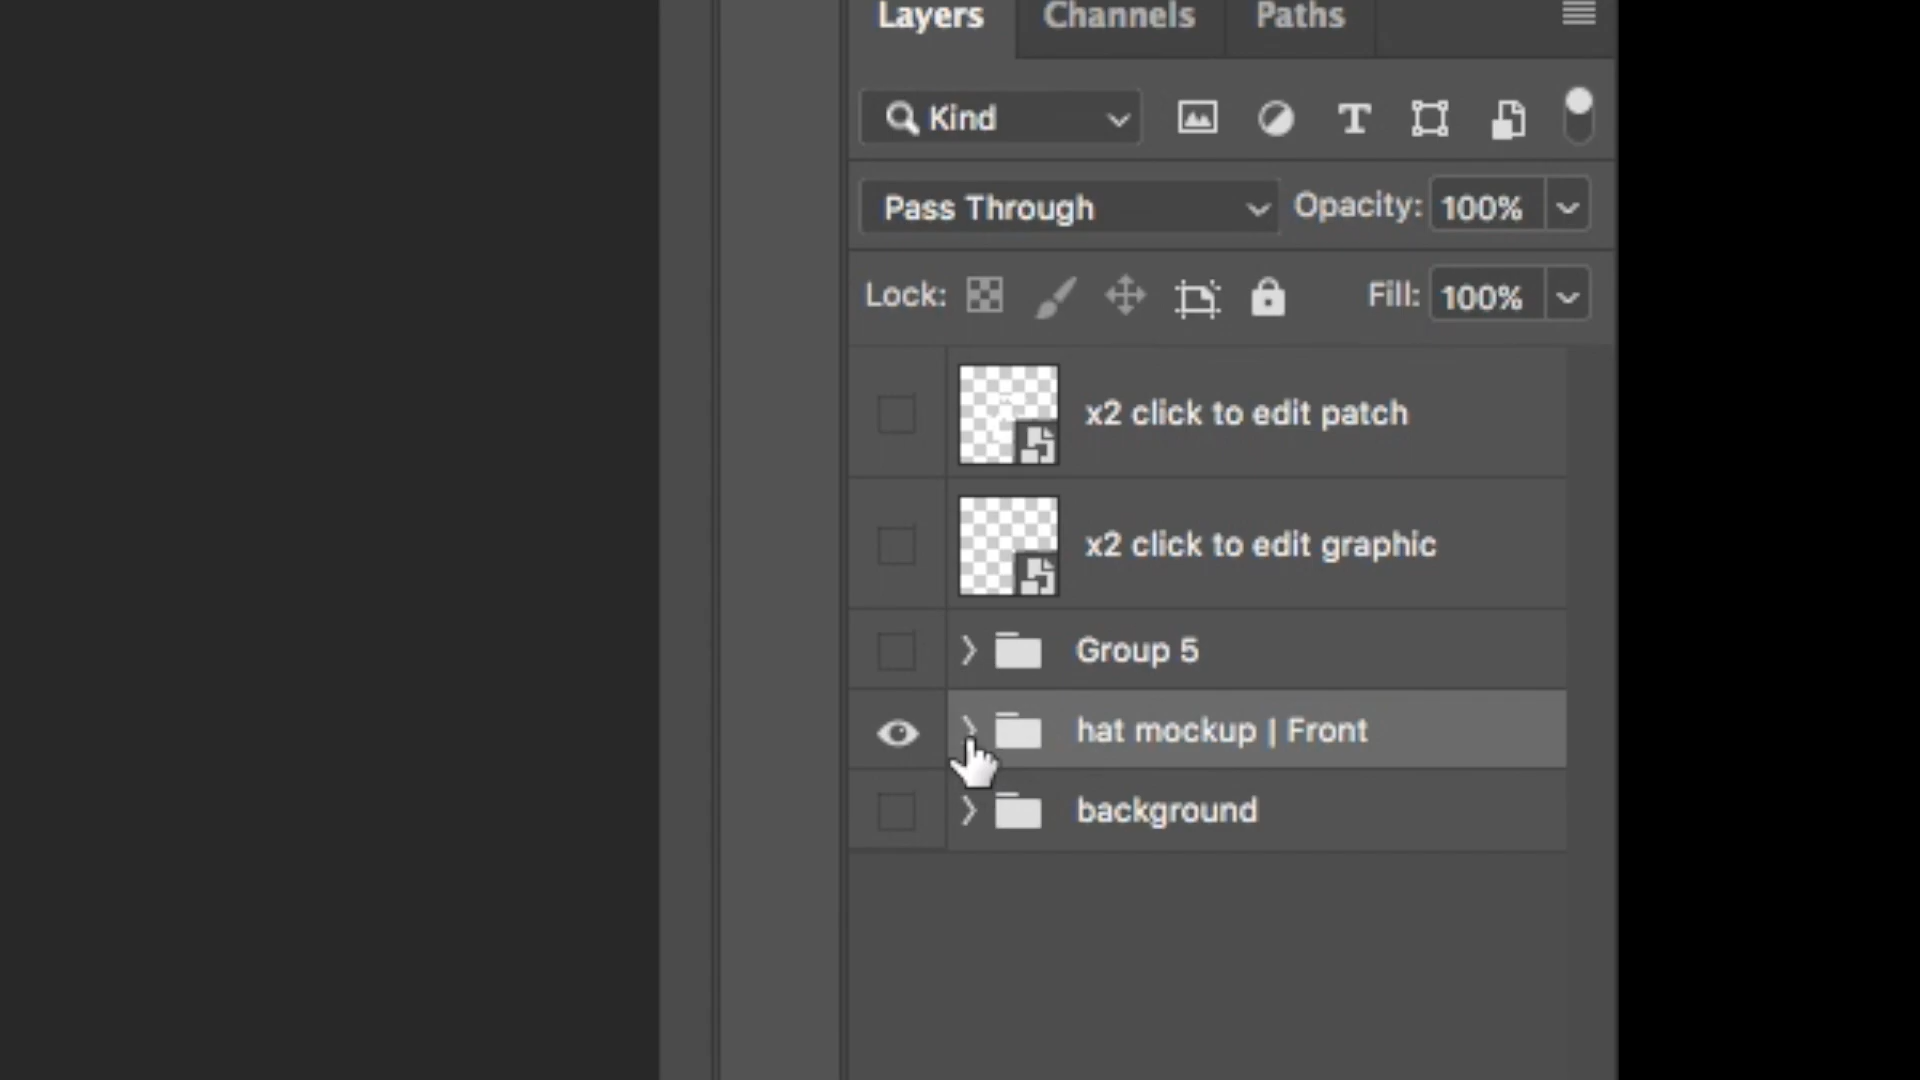 Layers Channels Paths
Kind
Pass Through Opacity: 100%
Lock: Fill: 100%
x2 click to edit patch
x2 click to edit graphic
Group 5
hat mockup | Front
background